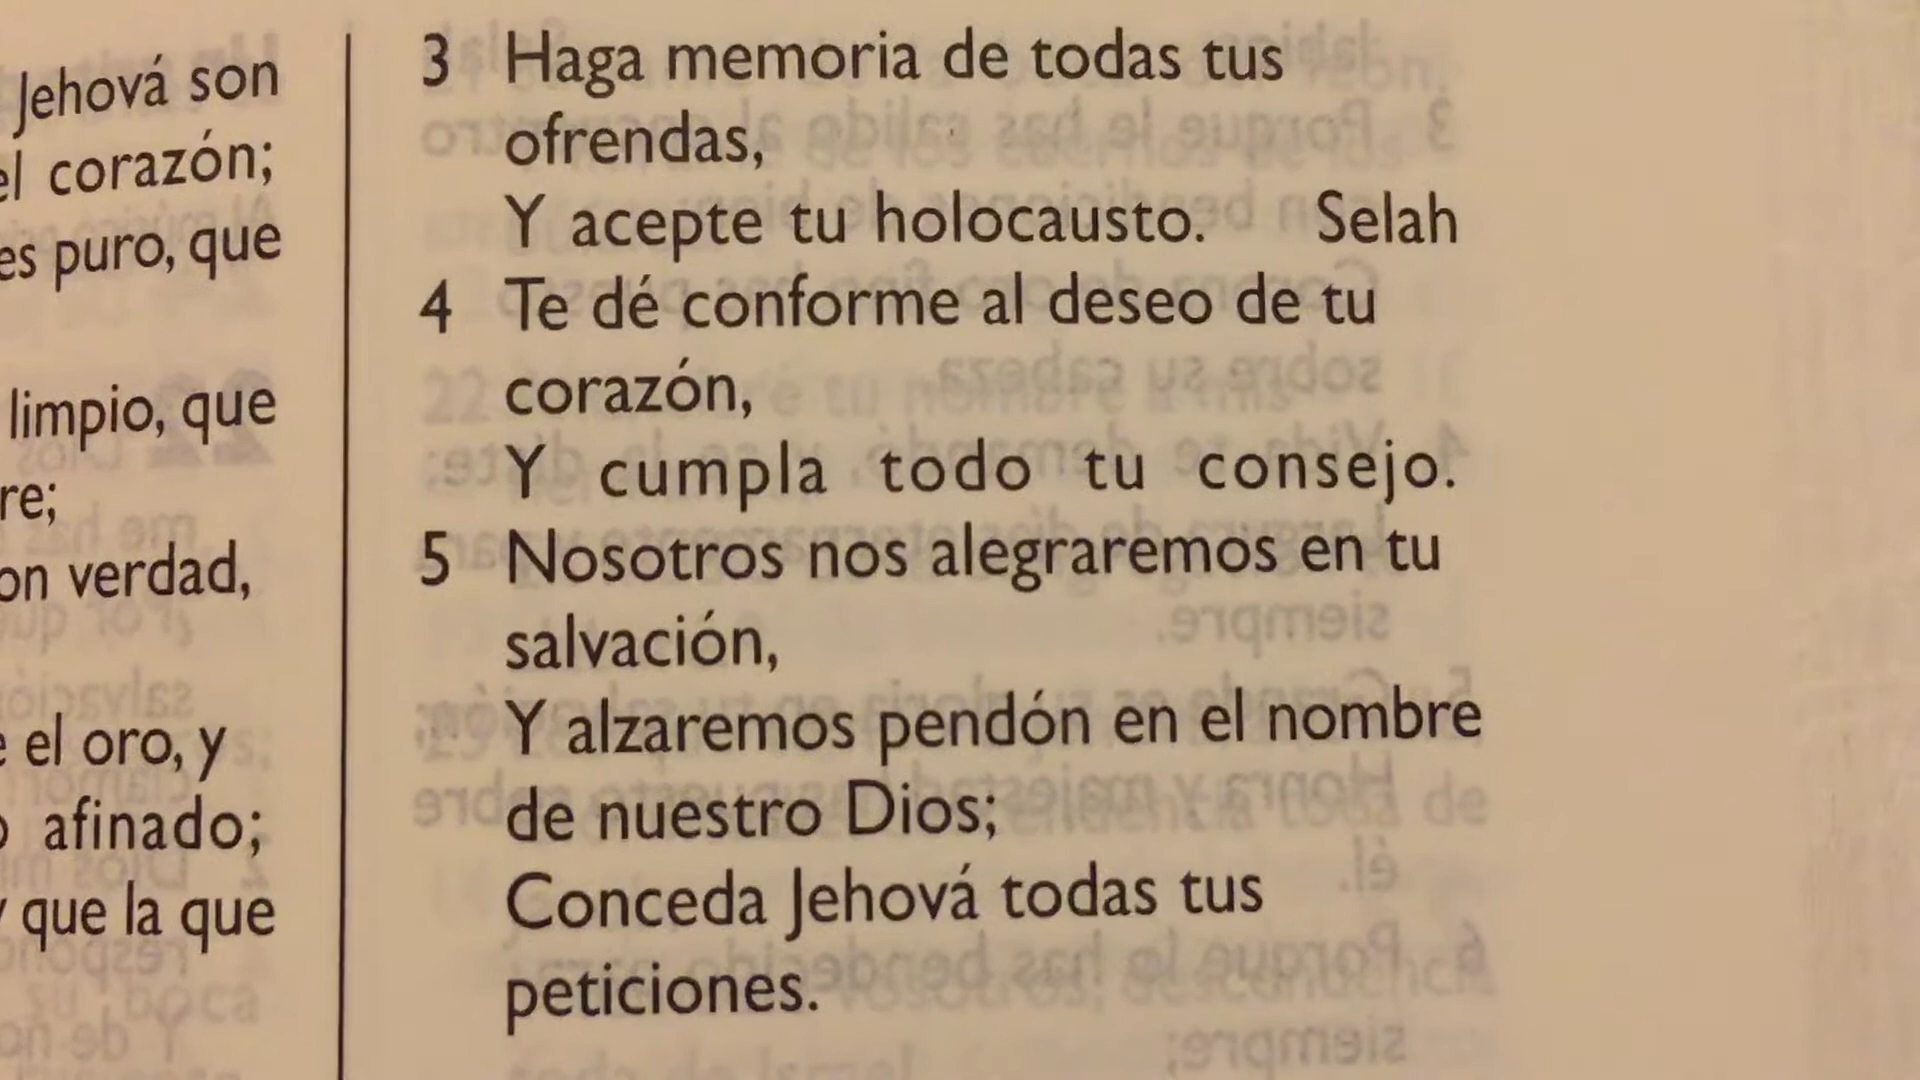 Jehová son
el corazón;
es puro, que
limpio, que
re;
on verdad,
e el oro, y
o afinado;
y que la que
3 Haga memoria de todas tus
ofrendas,
Y acepte tu holocausto. Selah
4 Te dé conforme al deseo de tu
corazón,
Y cumpla todo tu consejo.
5 Nosotros nos alegraremos en tu
salvación,
Y alzaremos pendón en el nombre
de nuestro Dios;
Conceda Jehová todas tus
peticiones.